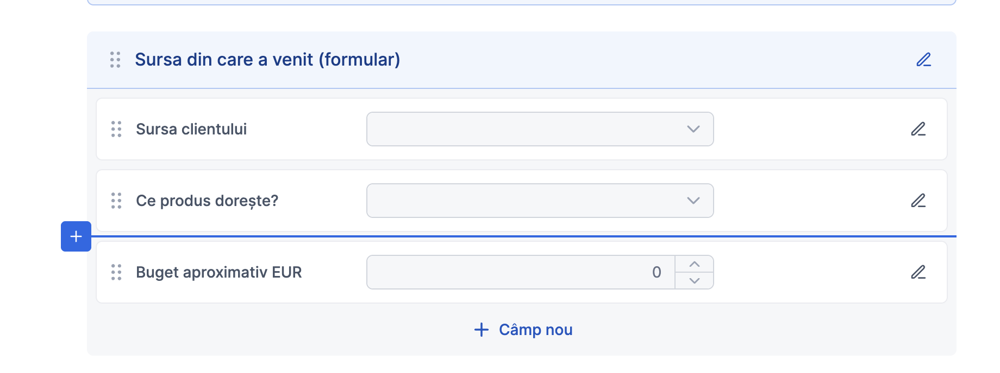 Sursa din care a venit (formular)
Sursa clientului
Ce produs dorește?
Buget aproximativ EUR
0
Câmp nou